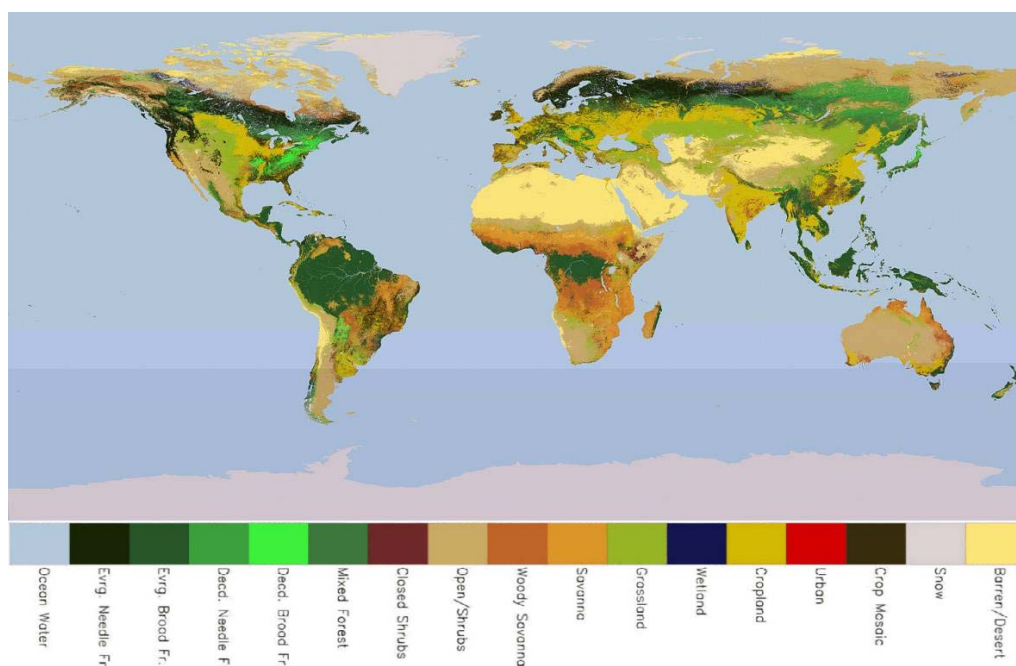 Ocean Water
Evrg. Needle Fr
Evrg. Broad Fr.
Decd. Needle F
Decd. Broad Fr
Mixed Forest
Closed Shrubs
Open/Shrubs
Woody Savanna
Savanna
Grassland
Wetland
Cropland
Urban
Crop Mosaic
Snow
Barren/Desert